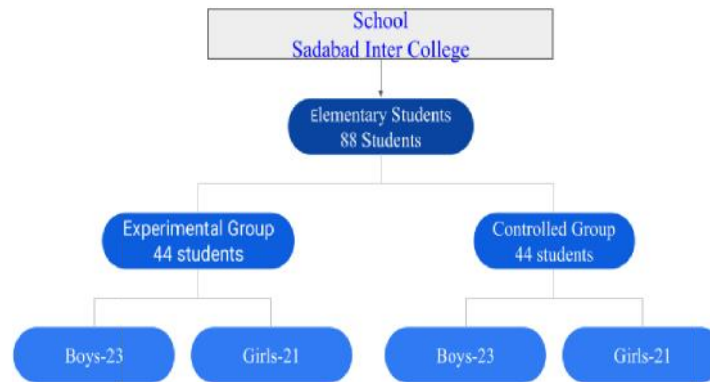 School
Sadabad Inter College
Elementary Students
88 Students
Experimental Group
44 students
Controlled Group
44 students
Boys-23
Girls-21
Boys-23
Girls-21